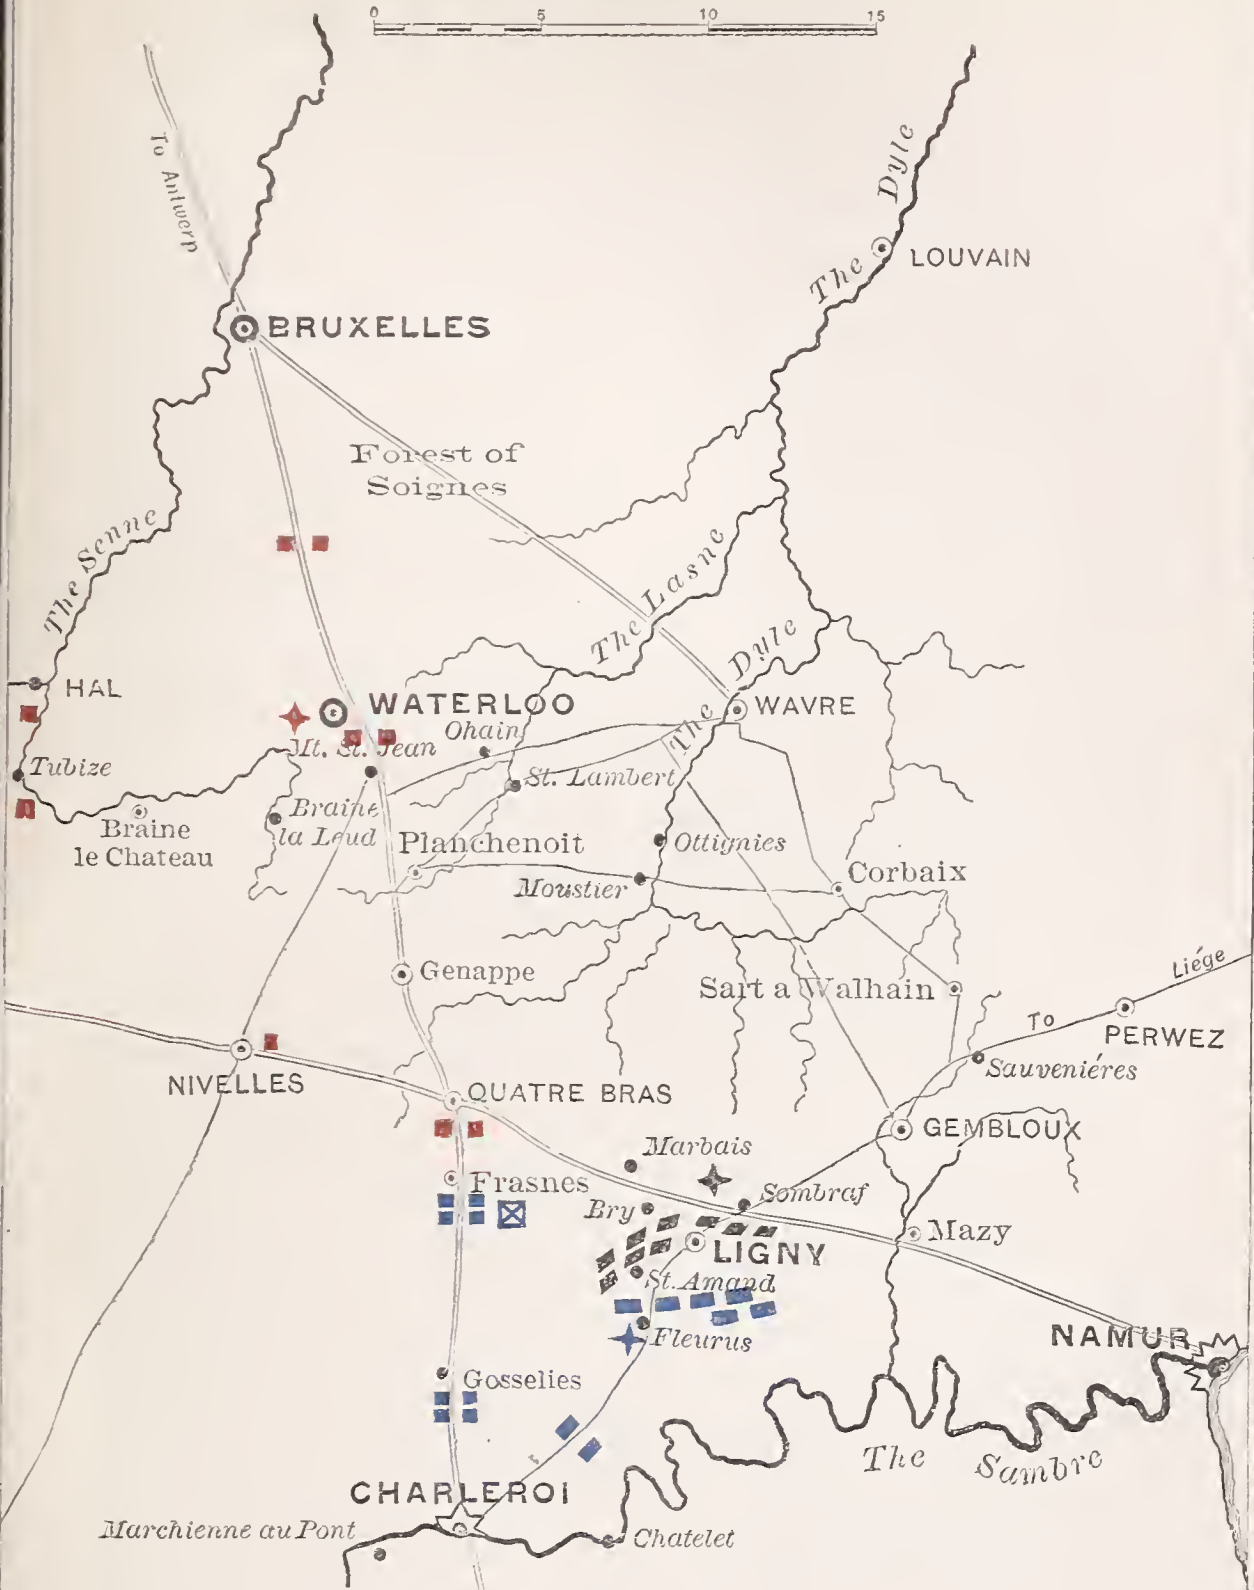 0 5 10 15
To Antwerp
The Dyle
LOUVAIN
BRUXELLES
Forest of
Soignes
The Senne
The Lasne
The Dyle
HAL
WATERLOO
WAVRE
Mt. St. Jean
Ohain
Tubize
St. Lambert
Braine
le Chateau
Braine
la Leud
Planchenoit
Ottignies
Moustier
Corbaix
Genappe
Sart a Walhain
To Liége
PERWEZ
NIVELLES
QUATRE BRAS
Sauveniéres
GEMBLOUX
Marbais
Frasnes
Bry
Sombraf
Mazy
LIGNY
St. Amand
Fleurus
NAMUR
Gosselies
The Sambre
CHARLEROI
Marchienne au Pont
Chatelet